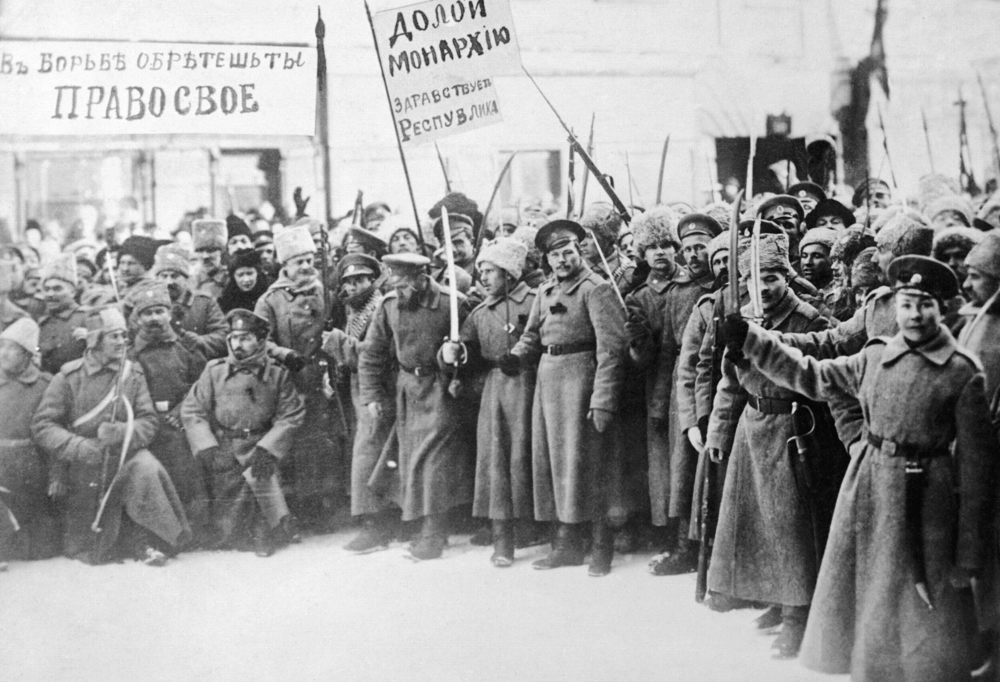 Въ БОРЬБѢ ОБРѢТЕШЬ ТЫ
ПРАВО СВОЕ
ДОЛОЙ
МОНАРХІЮ
ЗДРАВСТВУЕТЪ
РЕСПУБЛИКА